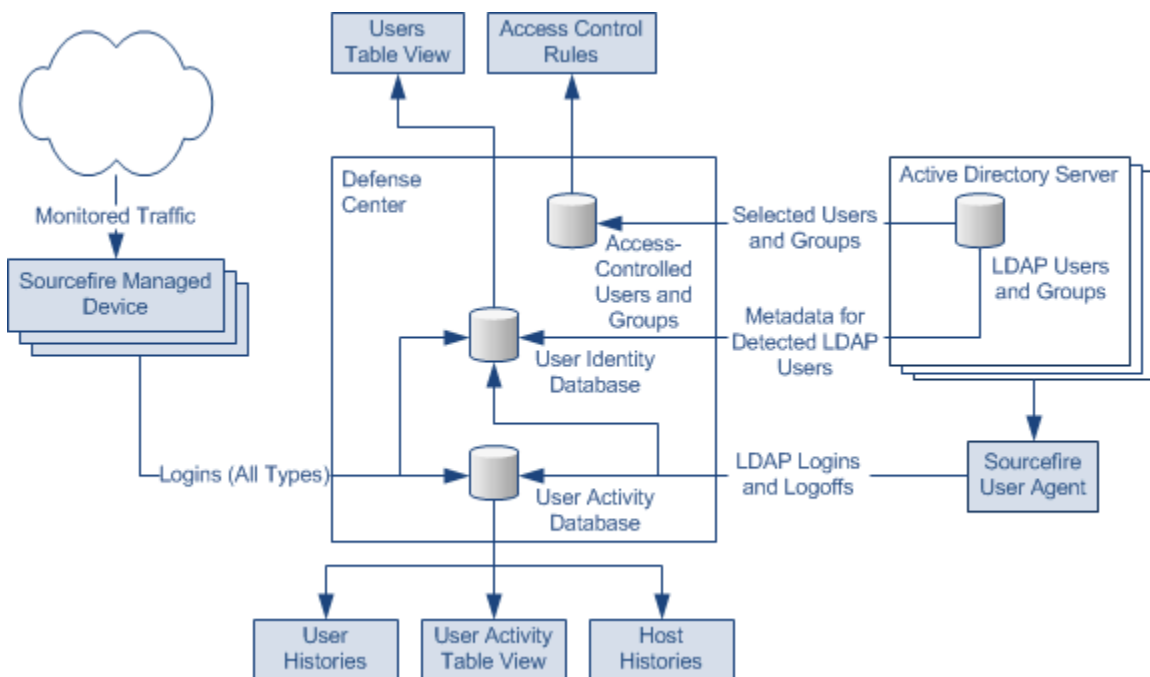 Users
Table View
Access Control
Rules
Defense
Center
Active Directory Server
Monitored Traffic
Selected Users
and Groups
Access-
Controlled
Users and
Groups
LDAP Users
and Groups
Sourcefire Managed
Device
Metadata for
Detected LDAP
Users
User Identity
Database
Logins (All Types)
LDAP Logins
and Logoffs
Sourcefire
User Agent
User Activity
Database
User
Histories
User Activity
Table View
Host
Histories